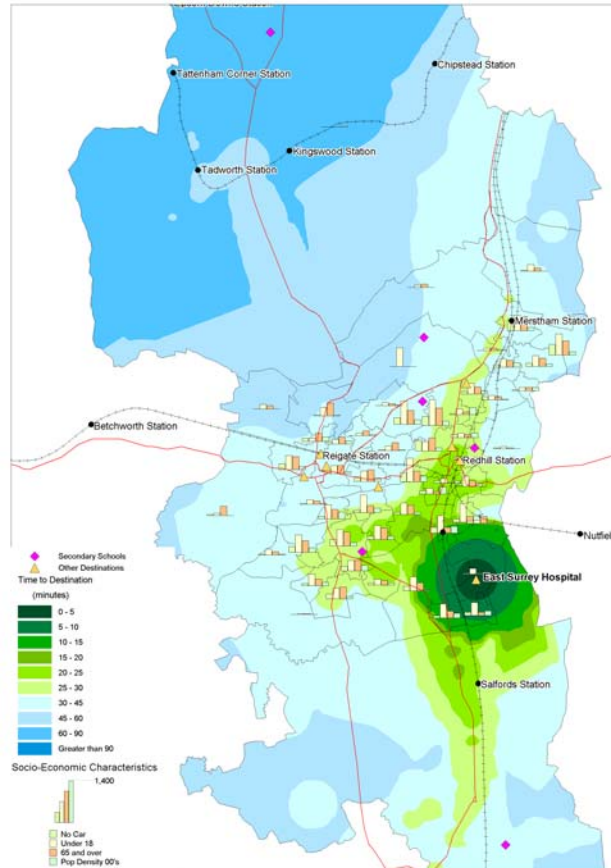 Tattenham Corner Station
Chipstead Station
Kingswood Station
Tadworth Station
Merstham Station
Betchworth Station
Reigate Station
Redhill Station
Nutfiel
East Surrey Hospital
Salfords Station
Secondary Schools
Other Destinations
Time to Destination
(minutes)
0 - 5
5 - 10
10 - 15
15 - 20
20 - 25
25 - 30
30 - 45
45 - 60
60 - 90
Greater than 90
Socio-Economic Characteristics
1,400
No Car
Under 18
65 and over
Pop Density 00's